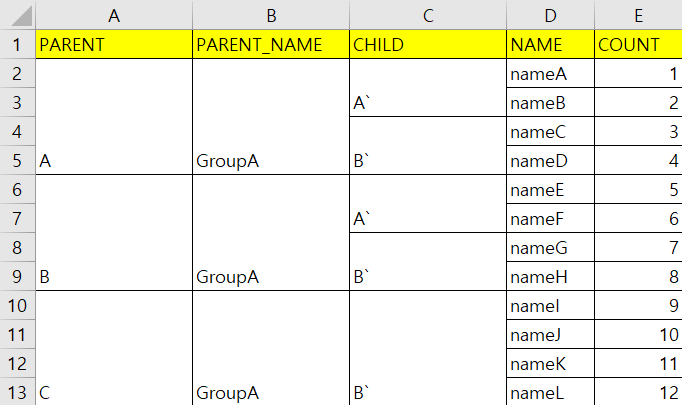 A B C D E
1 PARENT PARENT_NAME CHILD NAME COUNT
2 nameA 1
3 A` nameB 2
4 nameC 3
5 A GroupA B` nameD 4
6 nameE 5
7 A` nameF 6
8 nameG 7
9 B GroupA B` nameH 8
10 nameI 9
11 nameJ 10
12 nameK 11
13 C GroupA B` nameL 12